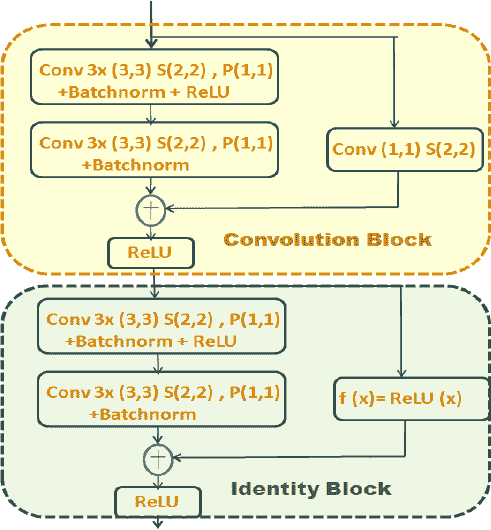 Conv 3x (3,3) S(2,2) , P(1,1)
+Batchnorm + ReLU
Conv 3x (3,3) S(2,2) , P(1,1)
+Batchnorm
Conv (1,1) S(2,2)
+
ReLU
Convolution Block
Conv 3x (3,3) S(2,2) , P(1,1)
+Batchnorm + ReLU
Conv 3x (3,3) S(2,2) , P(1,1)
+Batchnorm
f (x)= ReLU (x)
+
ReLU
Identity Block